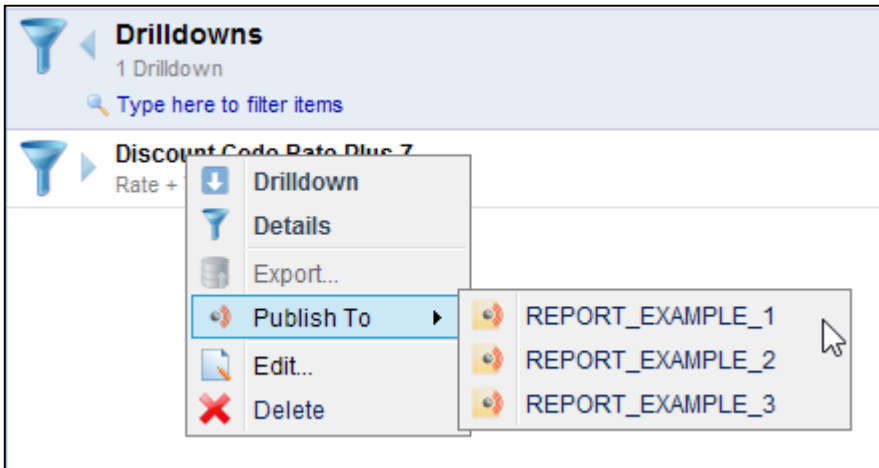 Drilldowns
1 Drilldown
Type here to filter items
Discount Code Rate Plus 7
Rate +
Drilldown
Details
Export...
Publish To
REPORT_EXAMPLE_1
REPORT_EXAMPLE_2
Edit...
REPORT_EXAMPLE_3
Delete